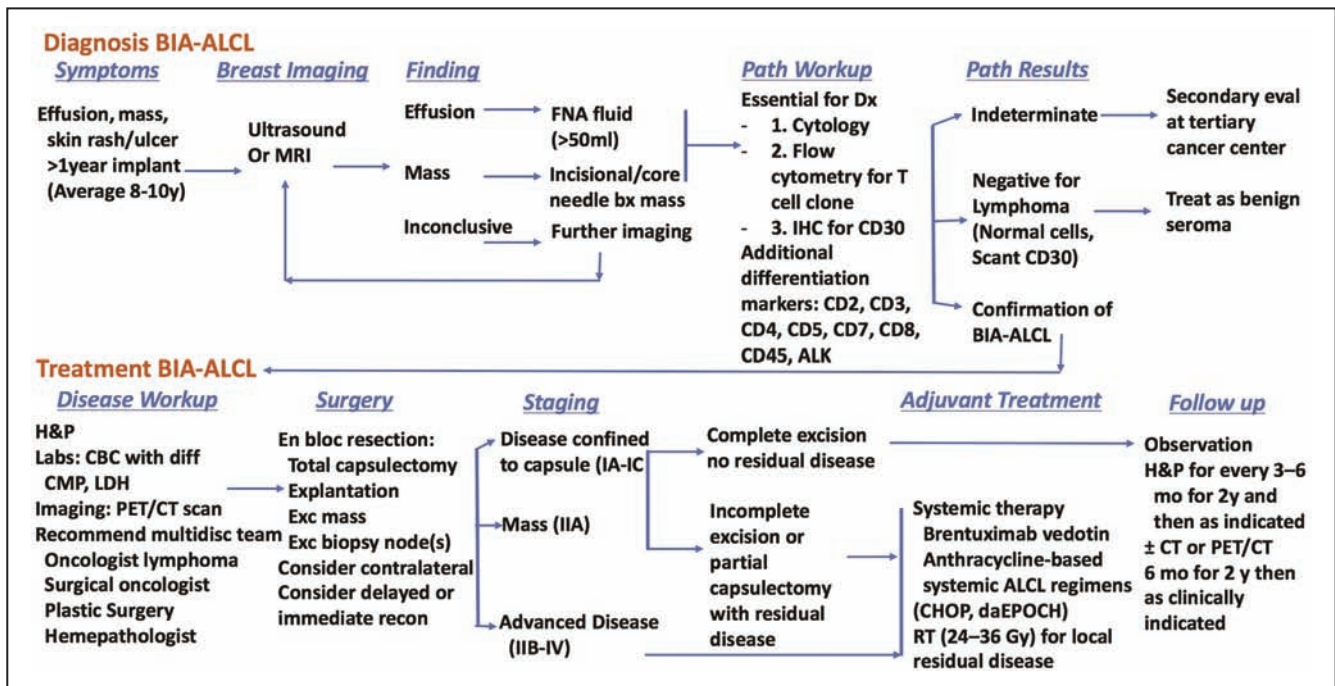 Diagnosis BIA-ALCL
Symptoms
Effusion, mass,
skin rash/ulcer
>1year implant
(Average 8-10y)
Breast Imaging
Ultrasound
Or MRI
Finding
Effusion
FNA fluid
(>50ml)
Mass
Incisional/core
needle bx mass
Inconclusive
Further imaging
Path Workup
Essential for Dx
- 1. Cytology
- 2. Flow
cytometry for T
cell clone
- 3. IHC for CD30
Additional
differentiation
markers: CD2, CD3,
CD4, CD5, CD7, CD8,
CD45, ALK
Path Results
Indeterminate
Secondary eval
at tertiary
cancer center
Negative for
Lymphoma
(Normal cells,
Scant CD30)
Treat as benign
seroma
Confirmation of
BIA-ALCL
Treatment BIA-ALCL
Disease Workup
H&P
Labs: CBC with diff
CMP, LDH
Imaging: PET/CT scan
Recommend multidisc team
Oncologist lymphoma
Surgical oncologist
Plastic Surgery
Hemepathologist
Surgery
En bloc resection:
Total capsulectomy
Explantation
Exc mass
Exc biopsy node(s)
Consider contralateral
Consider delayed or
immediate recon
Staging
Disease confined
to capsule (IA-IC
Mass (IIA)
Advanced Disease
(IIB-IV)
Complete excision
no residual disease
Incomplete
excision or
partial
capsulectomy
with residual
disease
Adjuvant Treatment
Systemic therapy
Brentuximab vedotin
Anthracycline-based
systemic ALCL regimens
(CHOP, daEPOCH)
RT (24–36 Gy) for local
residual disease
Follow up
Observation
H&P for every 3–6
mo for 2y and
then as indicated
± CT or PET/CT
6 mo for 2 y then
as clinically
indicated